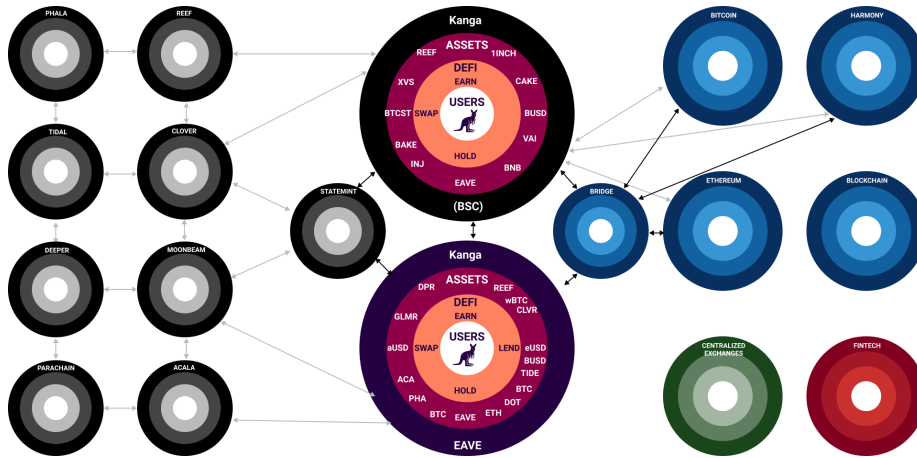 PHALA
REEF
TIDAL
CLOVER
DEEPER
MOONBEAM
PARACHAIN
ACALA
STATEMINT
Kanga
ASSETS
REEF
1INCH
DEFI
EARN
XVS
CAKE
USERS
BTCST
SWAP
BUSD
VAI
BAKE
HOLD
INJ
BNB
EAVE
(BSC)
Kanga
ASSETS
DPR
REEF
wBTC
CLVR
DEFI
EARN
GLMR
USERS
aUSD
SWAP
LEND
eUSD
BUSD
TIDE
ACA
HOLD
BTC
PHA
DOT
BTC
EAVE
ETH
EAVE
BRIDGE
BITCOIN
HARMONY
ETHEREUM
BLOCKCHAIN
CENTRALIZED
EXCHANGES
FINTECH